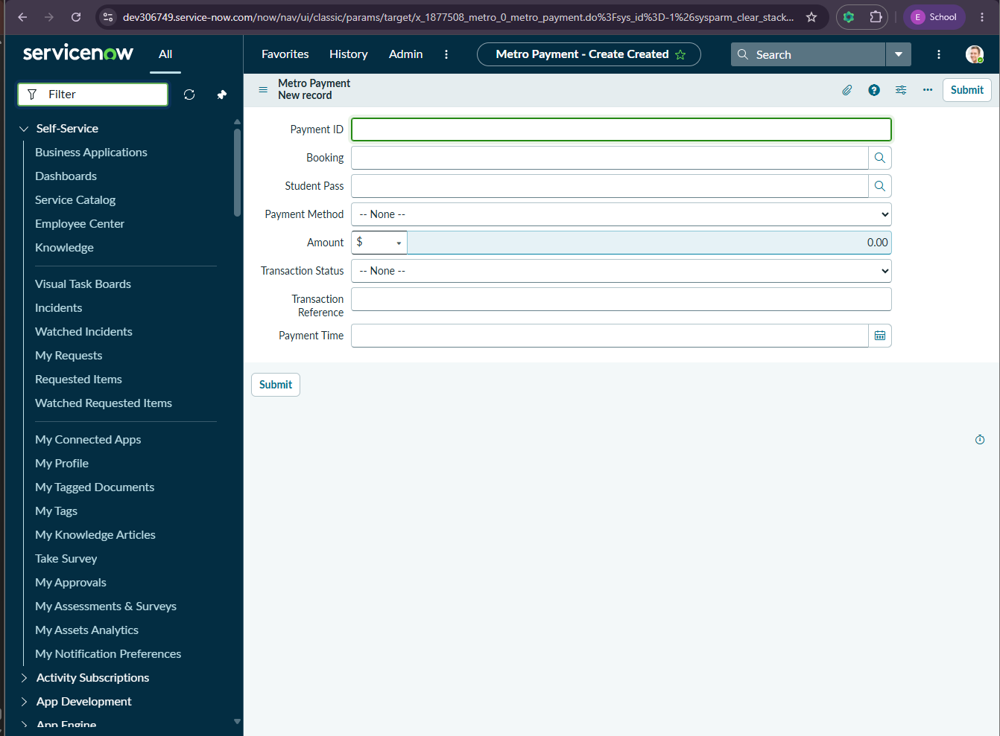 dev306749.service-now.com/now/nav/ui/classic/params/target/x_1877508_metro_0_metro_payment.do%3Fsys_id%3D-1%26sysparm_clear_stack...
E School
servicenow
All
Favorites
History
Admin
Metro Payment - Create Created
Search
Filter
Metro Payment
New record
Submit
Self-Service
Business Applications
Dashboards
Service Catalog
Employee Center
Knowledge
Visual Task Boards
Incidents
Watched Incidents
My Requests
Requested Items
Watched Requested Items
My Connected Apps
My Profile
My Tagged Documents
My Tags
My Knowledge Articles
Take Survey
My Approvals
My Assessments & Surveys
My Assets Analytics
My Notification Preferences
Activity Subscriptions
App Development
App Engine
Payment ID
Booking
Student Pass
Payment Method
-- None --
Amount
$
0.00
Transaction Status
-- None --
Transaction
Reference
Payment Time
Submit